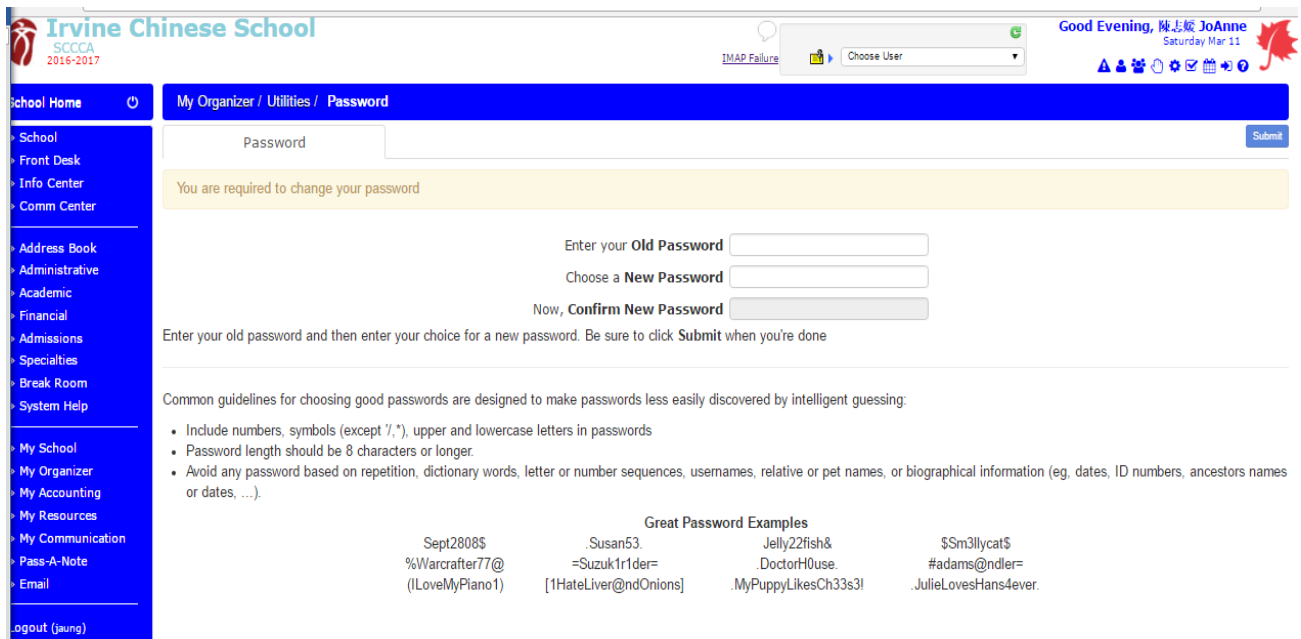 Irvine Chinese School
SCCCA
2016-2017
IMAP Failure
Choose User
Good Evening, 陳志媛 JoAnne
Saturday Mar 11
School Home
My Organizer / Utilities / Password
School
Front Desk
Info Center
Comm Center
Address Book
Administrative
Academic
Financial
Admissions
Specialties
Break Room
System Help
My School
My Organizer
My Accounting
My Resources
My Communication
Pass-A-Note
Email
Logout (jaung)
Password
Submit
You are required to change your password
Enter your Old Password
Choose a New Password
Now, Confirm New Password
Enter your old password and then enter your choice for a new password. Be sure to click Submit when you're done
Common guidelines for choosing good passwords are designed to make passwords less easily discovered by intelligent guessing:
• Include numbers, symbols (except '/,*), upper and lowercase letters in passwords
• Password length should be 8 characters or longer.
• Avoid any password based on repetition, dictionary words, letter or number sequences, usernames, relative or pet names, or biographical information (eg, dates, ID numbers, ancestors names
or dates, ...).
Great Password Examples
Sept2808$ .Susan53. Jelly22fish& $Sm3llycat$
%Warcrafter77@ =Suzuk1r1der= .DoctorH0use. #adams@ndler=
(ILoveMyPiano1) [1HateLiver@ndOnions] .MyPuppyLikesCh33s3! .JulieLovesHans4ever.